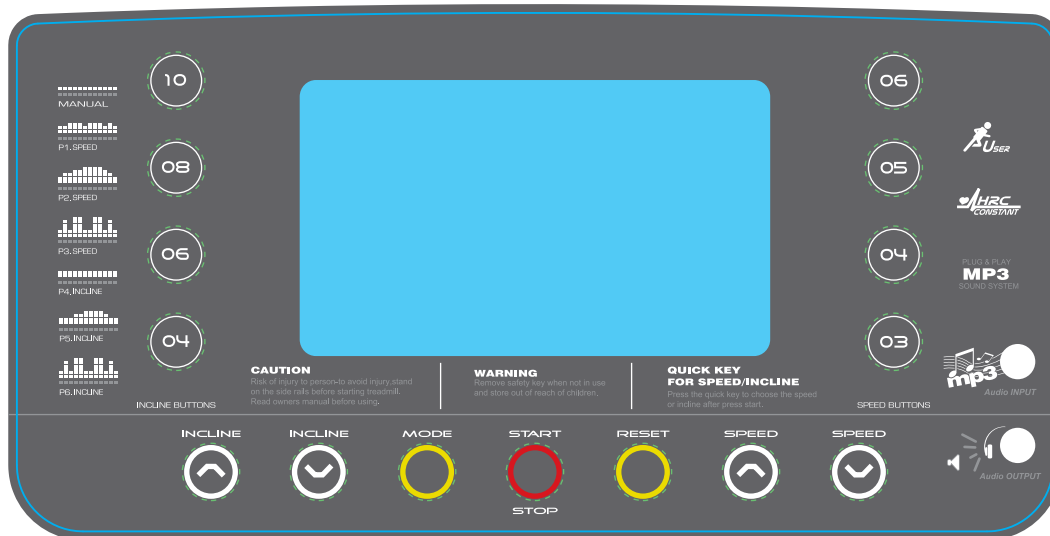 MANUAL
P1.SPEED
P2.SPEED
P3.SPEED
P4.INCLINE
P5.INCLINE
P6.INCLINE
10
08
06
04
INCLINE BUTTONS
CAUTION
Risk of injury to person-to avoid injury,stand
on the side rails before starting treadmill.
Read owners manual before using.
WARNING
Remove safety key when not in use
and store out of reach of children.
QUICK KEY
FOR SPEED/INCLINE
Press the quick key to choose the speed
or incline after press start.
06
05
04
03
SPEED BUTTONS
USER
HRC
CONSTANT
PLUG & PLAY
MP3
SOUND SYSTEM
mp3
Audio INPUT
INCLINE
INCLINE
MODE
START
STOP
RESET
SPEED
SPEED
Audio OUTPUT